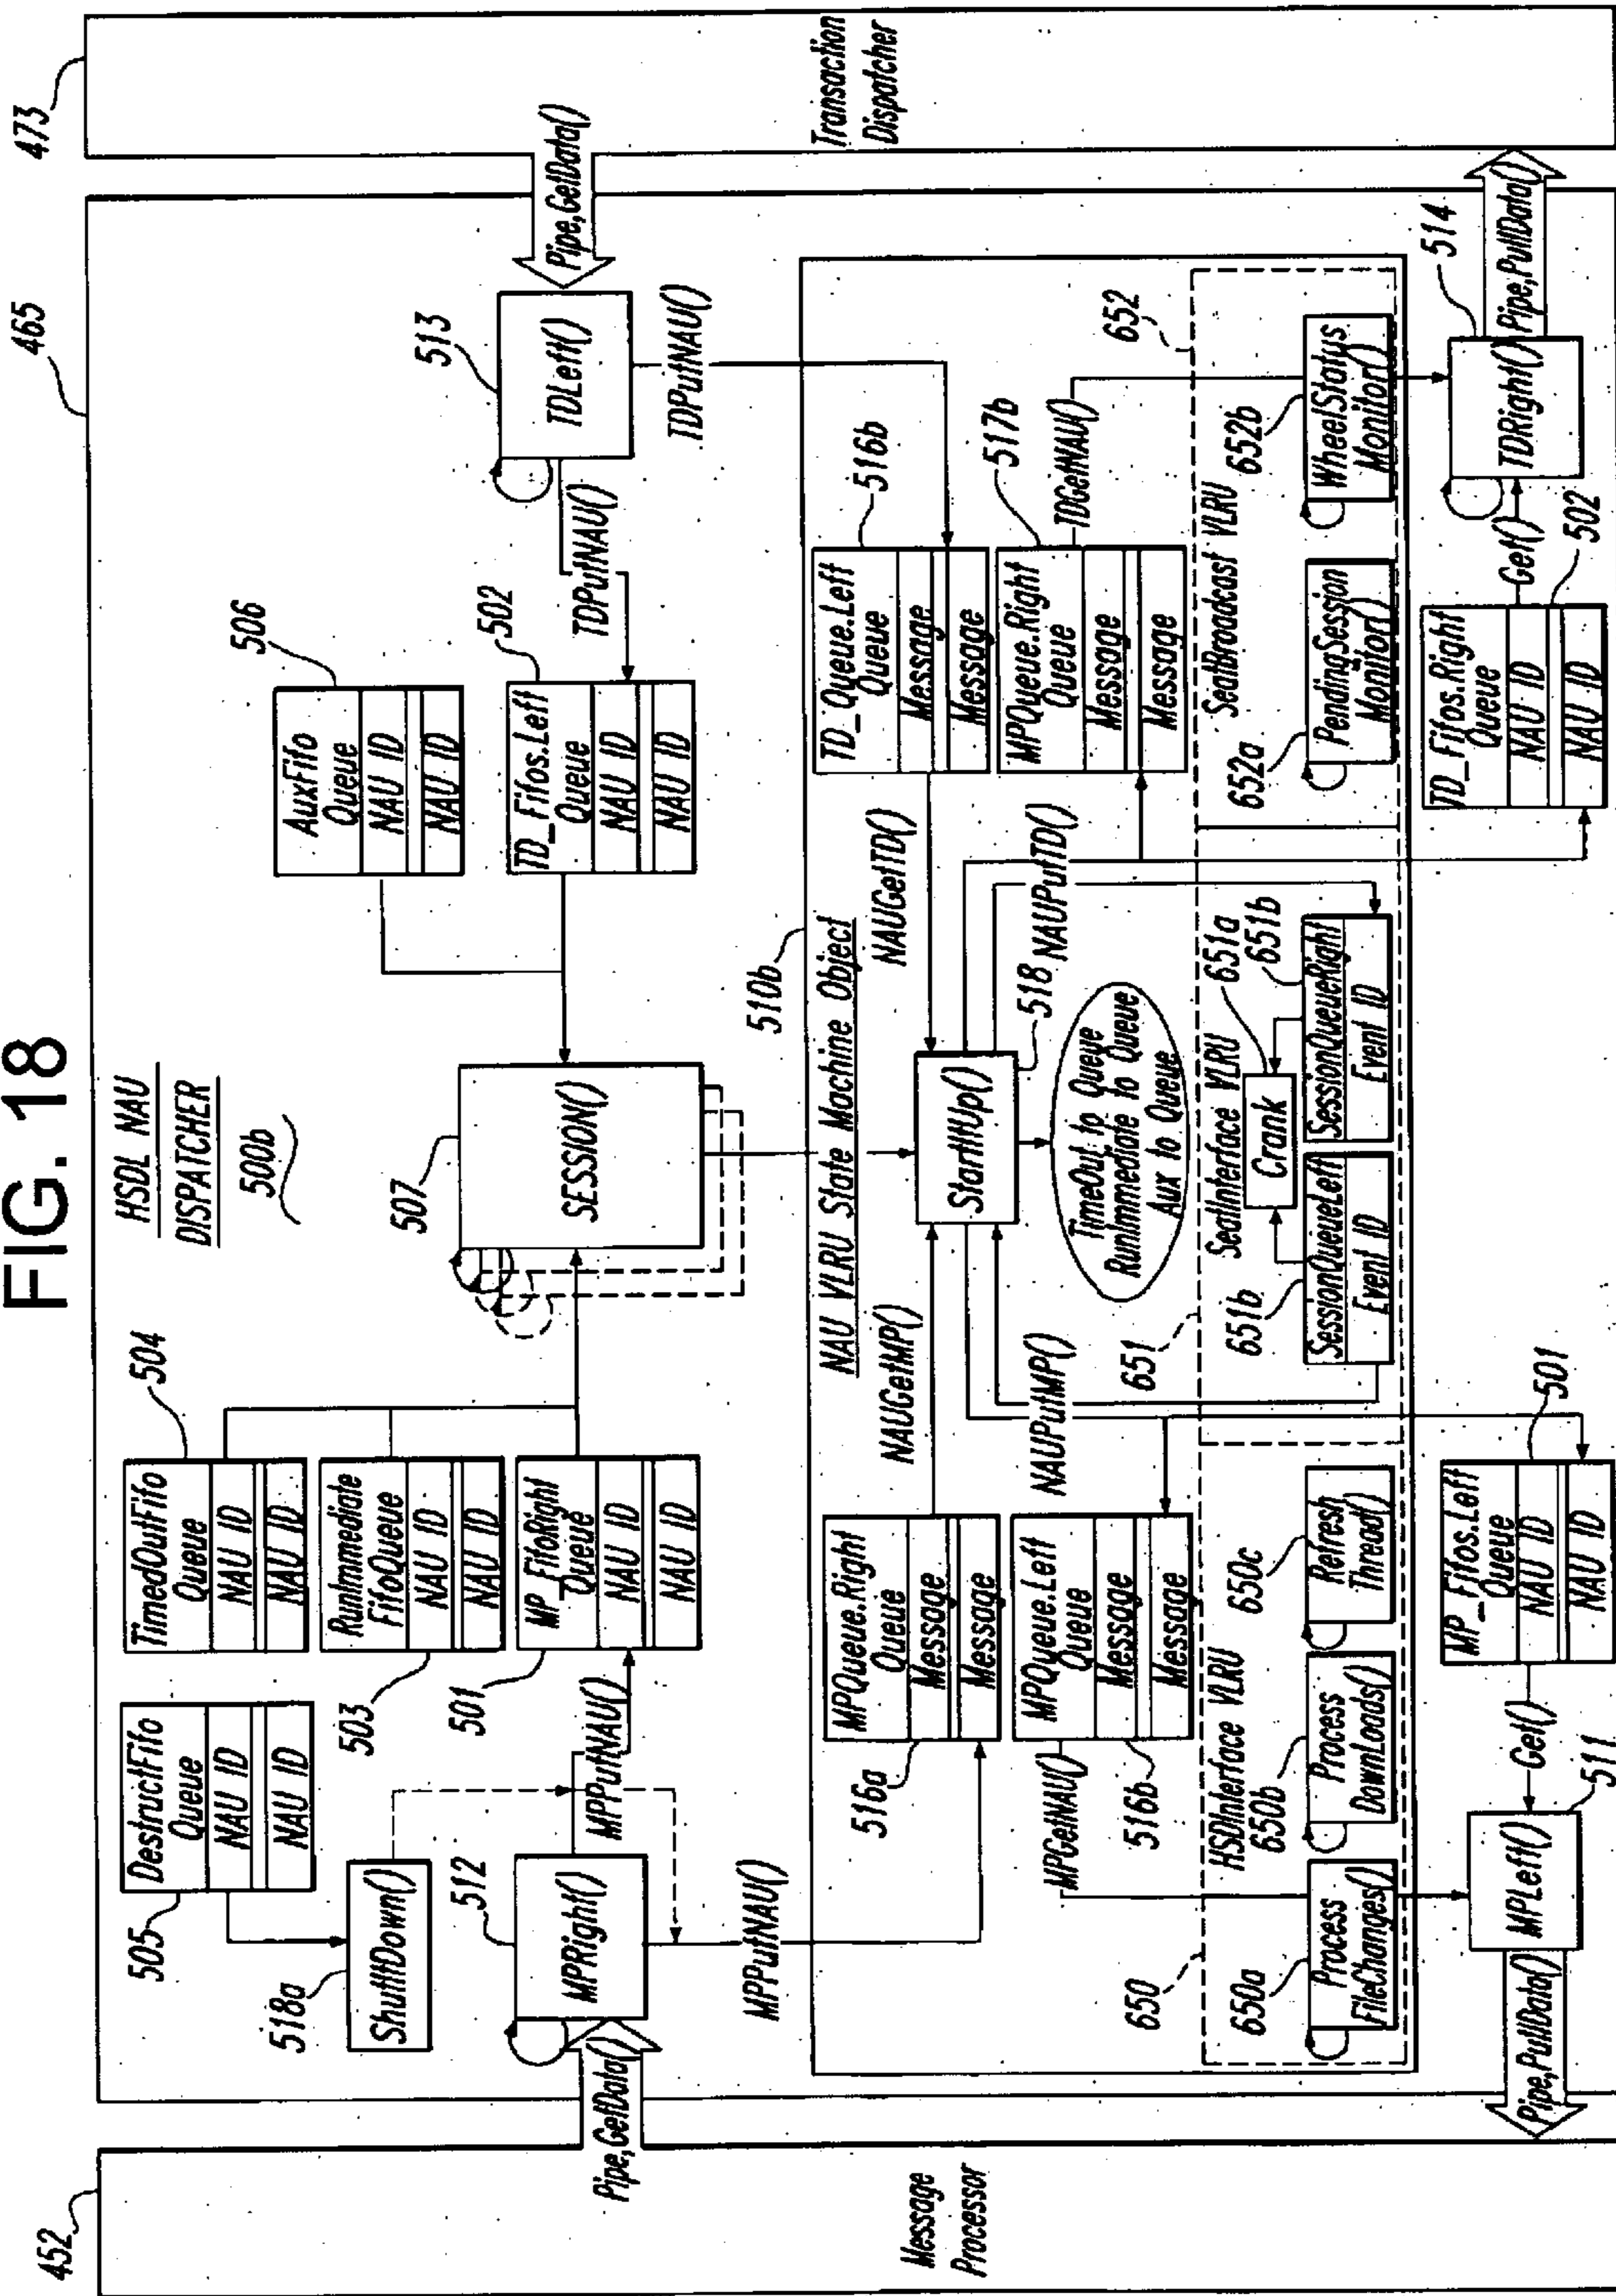 FIG. 18
452
465
473
HSDL NAU
DISPATCHER
500b
Message
Processor
Transaction
Dispatcher
505
DestructFifo
Queue
NAU ID
NAU ID
504
TimedOutFifo
Queue
NAU ID
NAU ID
518a
ShutItDown()
503
RunImmediate
FifoQueue
NAU ID
NAU ID
501
MP_FifoRight
Queue
NAU ID
NAU ID
512
MPRight()
MPPutNAU()
MPPutNAU()
Pipe,GetData()
507
SESSION()
506
AuxFifo
Queue
NAU ID
NAU ID
502
TD_Fifos.Left
Queue
NAU ID
NAU ID
TDPutNAU()
513
TDLeft()
TDPutNAU()
Pipe,GetData()
510b
NAU VLRU State Machine Object
516a
MPQueue.Right
Queue
Message
Message
NAUGetMP()
516b
MPQueue.Left
Queue
Message
Message
MPGetNAU()
NAUPutMP()
StartItUp()
518
TimeOut to Queue
RunImmediate to Queue
Aux to Queue
NAUGetTD()
NAUPutTD()
TD_Queue.Left
Queue
Message
Message
516b
MPQueue.Right
Queue
Message
Message
517b
TDGetNAU()
650
HSDInterface VLRU
650a
Process
FileChanges()
650b
Process
DownLoads()
650c
Retresh
Thread()
651
SeatInterface VLRU
651a
Crank
651b
SessionQueueLeft
Event ID
651b
SessionQueueRight
Event ID
652
SeatBroadcast VLRU
652a
PendingSession
Monitor()
652b
WheelStatus
Monitor()
Pipe,PullData()
MPLeft()
511
Get()
MP_Fifos.Left
Queue
NAU ID
NAU ID
501
TD_Fifos.Right
Queue
NAU ID
NAU ID
502
Get()
TDRight()
514
Pipe,PullData()